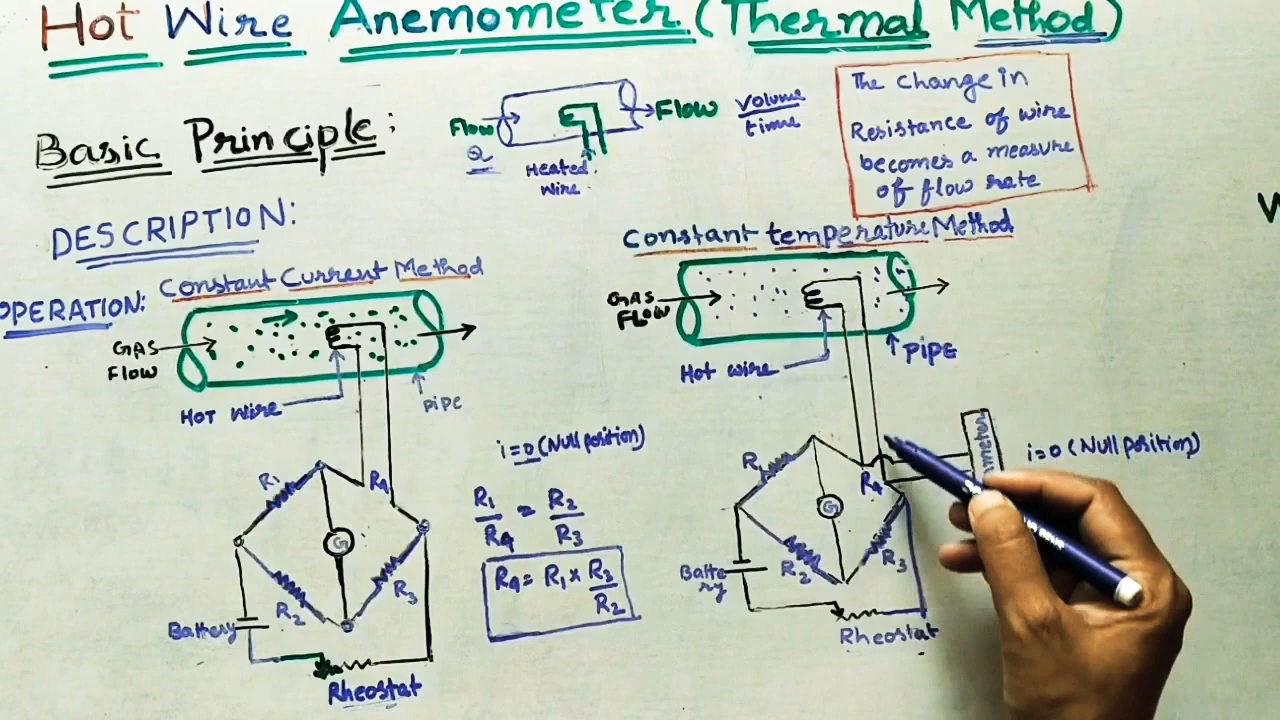 Hot Wire Anemometer (Thermal Method)
Basic Principle:
Flow
Q
Heated
wire
Flow
Volume
time
The change in
Resistance of wire
becomes a measure
of flow rate
DESCRIPTION:
OPERATION:
Constant Current Method
GAS
FLOW
HOT WIRE
PIPE
R1
R4
G
R2
R3
Battery
Rheostat
i=0 (Null position)
R1/R4 = R2/R3
R4 = R1 x R3/R2
Constant temperature Method
GAS
FLOW
Hot wire
PIPE
R1
R4
G
R2
R3
Batte
ry
Rheostat
i=0 (Null position)